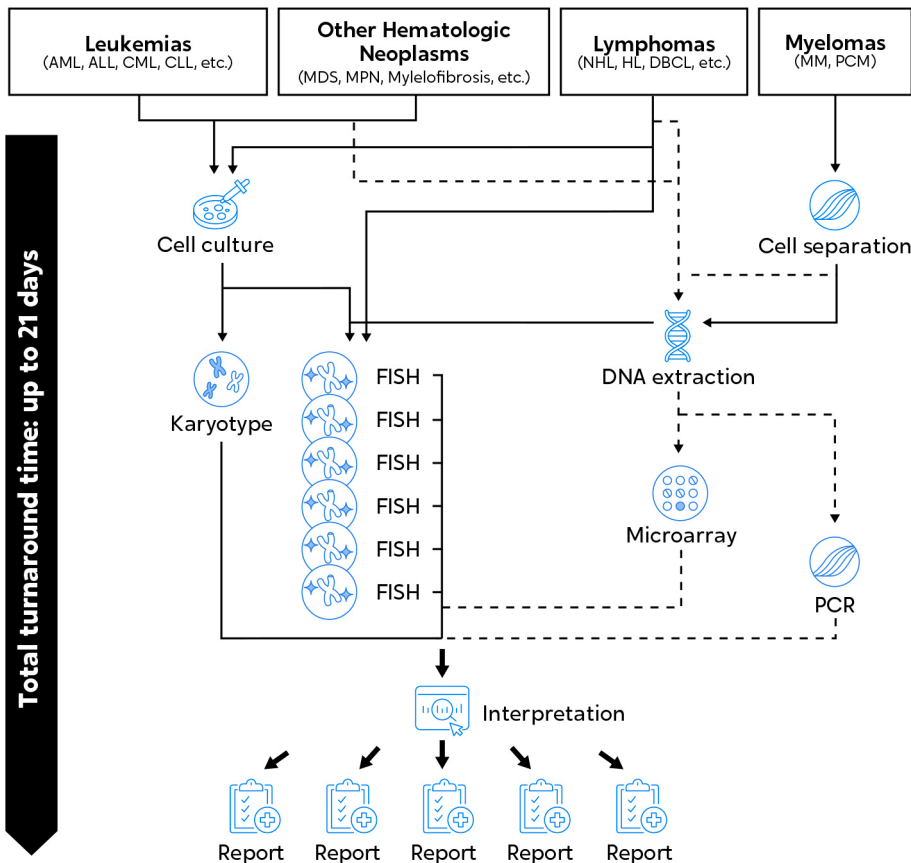 Leukemias
(AML, ALL, CML, CLL, etc.)
Other Hematologic
Neoplasms
(MDS, MPN, Mylelofibrosis, etc.)
Lymphomas
(NHL, HL, DBCL, etc.)
Myelomas
(MM, PCM)
Total turnaround time: up to 21 days
Cell culture
Cell separation
Karyotype
FISH
FISH
FISH
FISH
FISH
FISH
DNA extraction
Microarray
PCR
Interpretation
Report
Report
Report
Report
Report